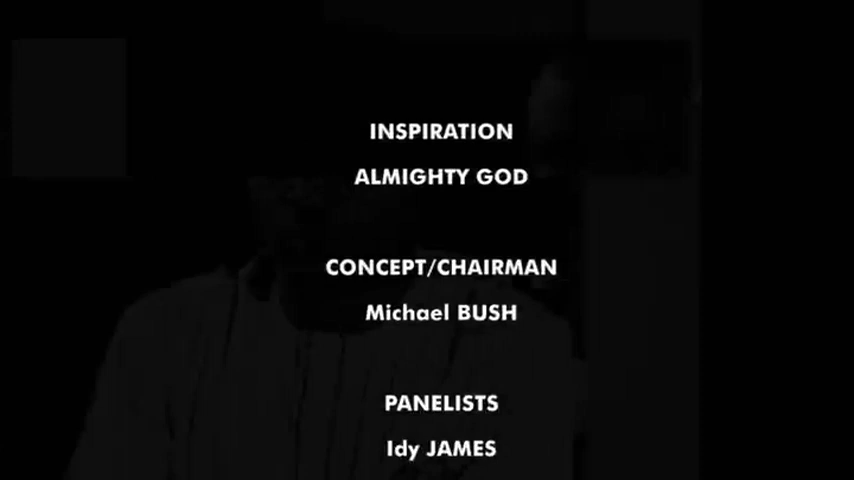 INSPIRATION
ALMIGHTY GOD
CONCEPT/CHAIRMAN
Michael BUSH
PANELISTS
Idy JAMES